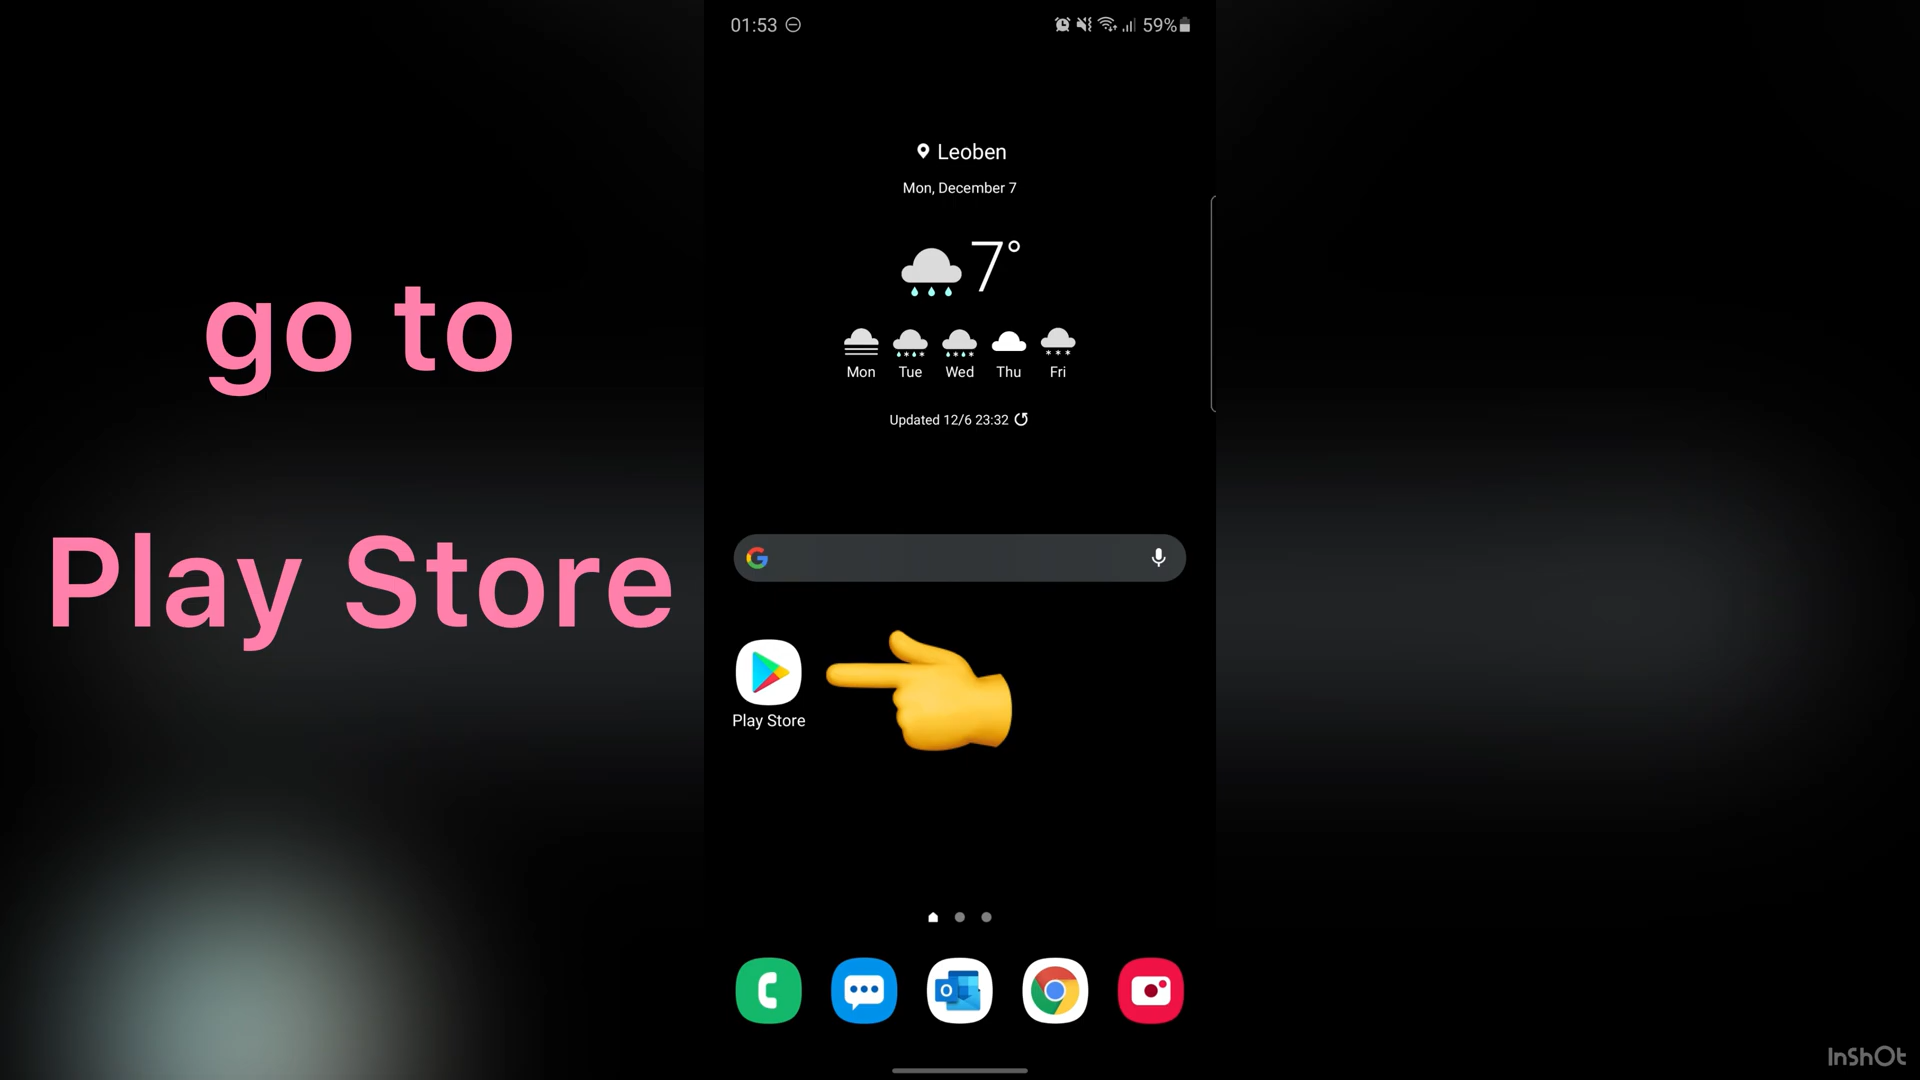 go to
Play Store
01:53
59%
Leoben
Mon, December 7
7°
Mon Tue Wed Thu Fri
Updated 12/6 23:32
Play Store
InShOt